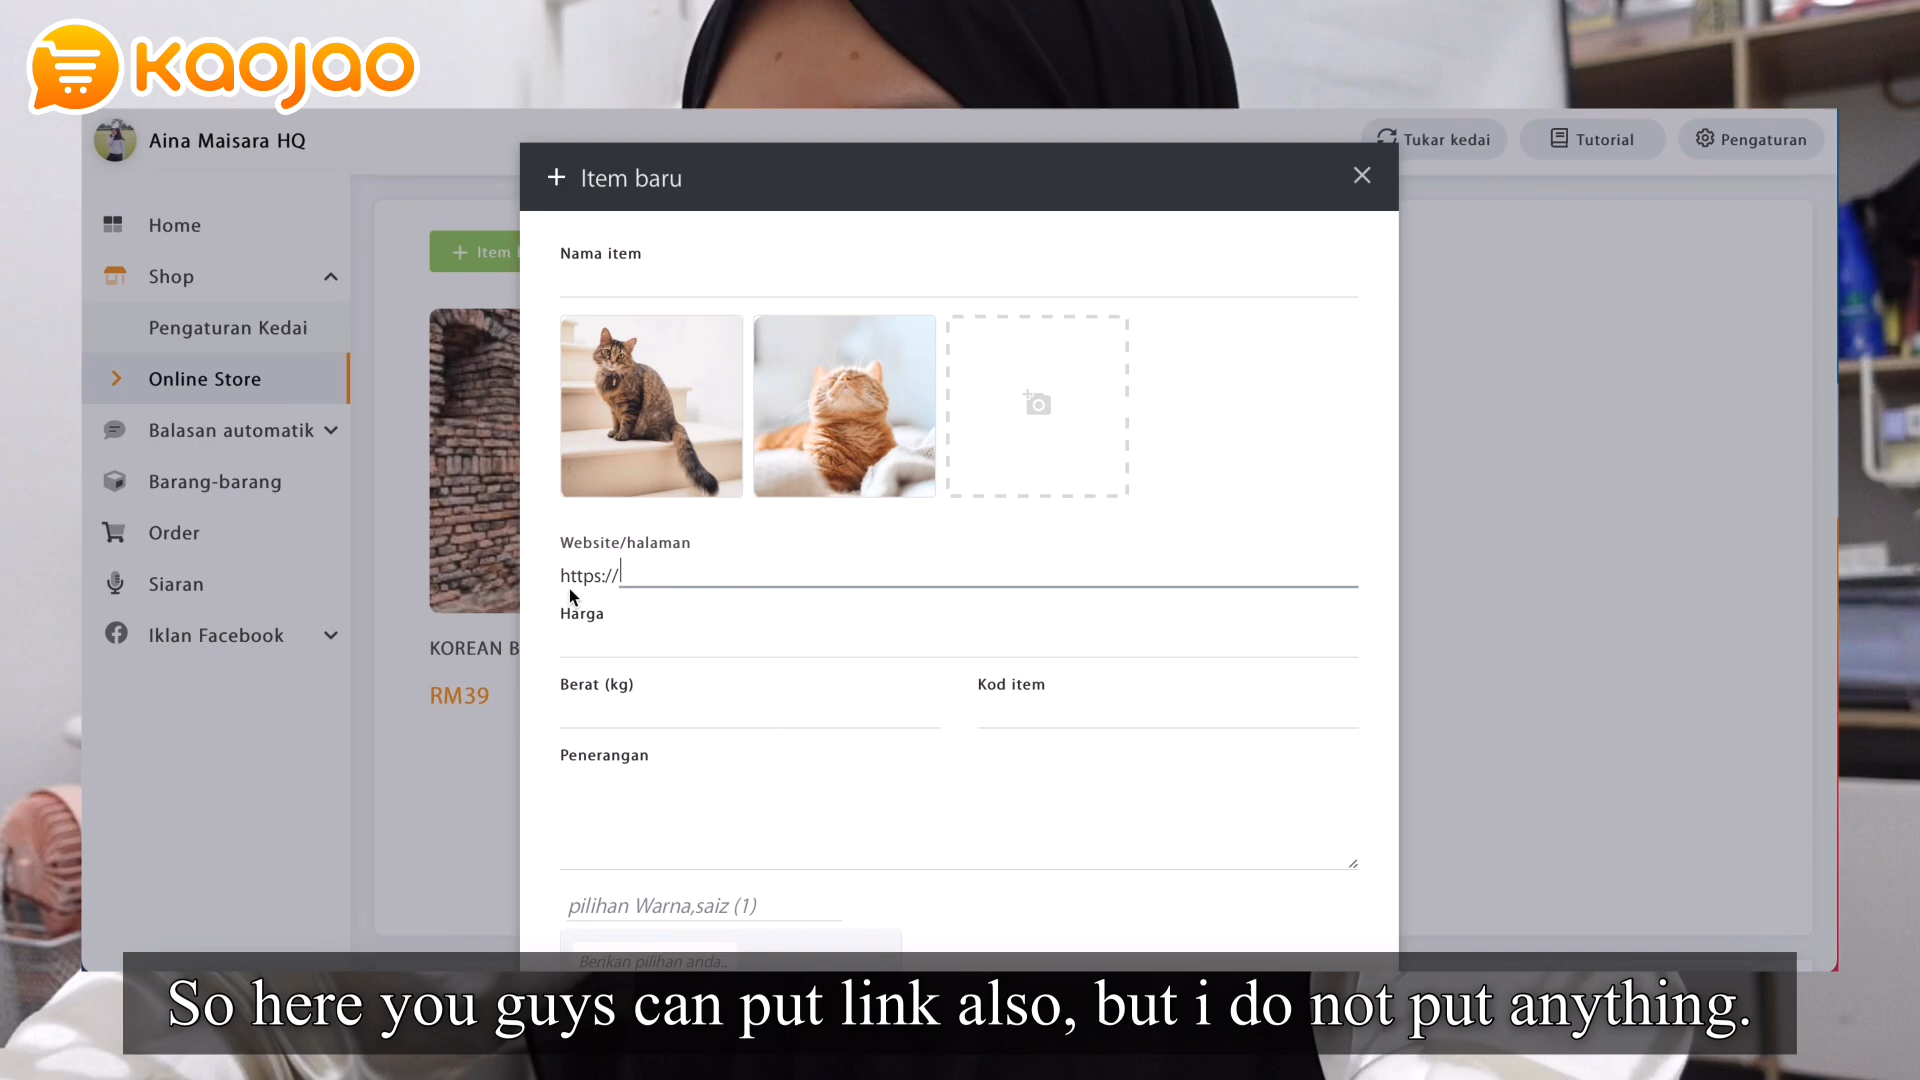 Kaojao
Aina Maisara HQ
Tukar kedai
Tutorial
Pengaturan
Home
Shop
Pengaturan Kedai
Online Store
Balasan automatik
Barang-barang
Order
Siaran
Iklan Facebook
+ Item
KOREAN B
RM39
+ Item baru
Nama item
Website/halaman
https://
Harga
Berat (kg)
Kod item
Penerangan
pilihan Warna,saiz (1)
Berikan pilihan anda..
So here you guys can put link also, but i do not put anything.